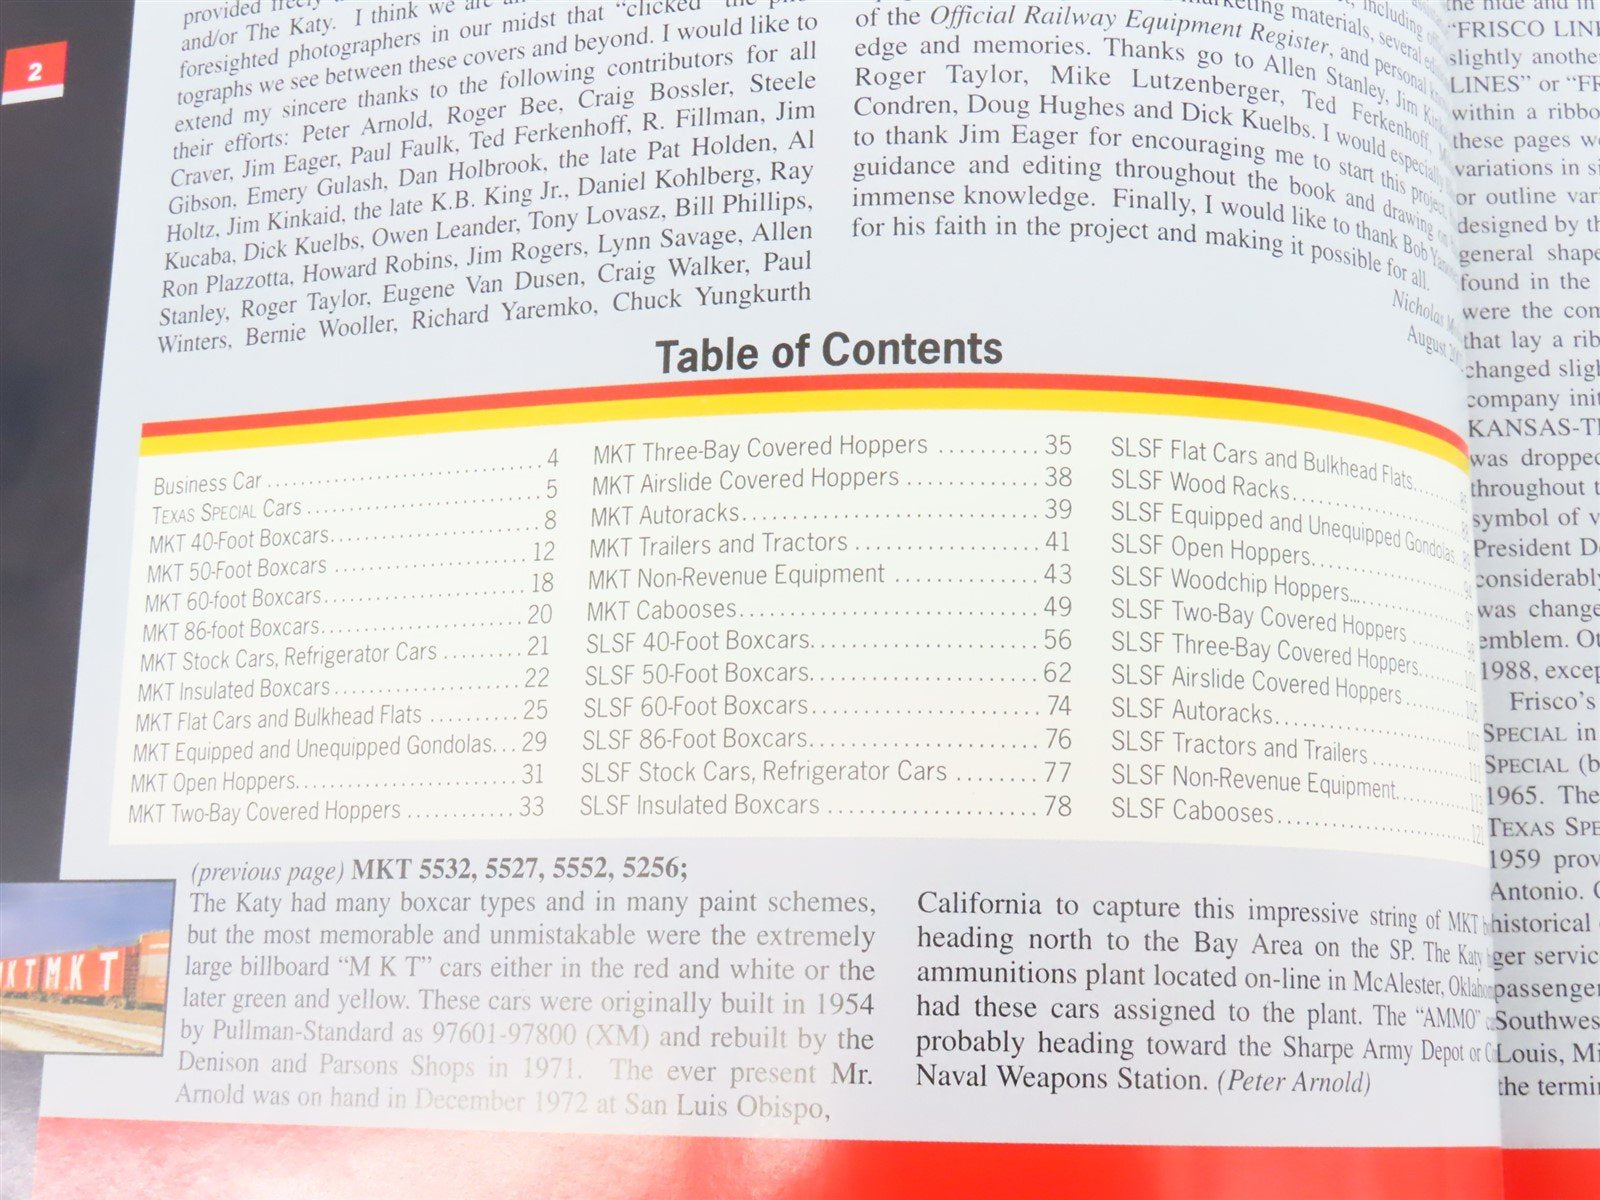 2
provided freely
and/or The Katy. I think we are
foresighted photographers in our midst that "clicked" the
tographs we see between these covers and beyond. I would like to
extend my sincere thanks to the following contributors for all
their efforts: Peter Arnold, Roger Bee, Craig Bossler, Steele
Craver, Jim Eager, Paul Faulk, Ted Ferkenhoff, R. Fillman, Jim
Gibson, Emery Gulash, Dan Holbrook, the late Pat Holden, Al
Holtz, Jim Kinkaid, the late K.B. King Jr., Daniel Kohlberg, Ray
Kucaba, Dick Kuelbs, Owen Leander, Tony Lovasz, Bill Phillips,
Ron Plazzotta, Howard Robins, Jim Rogers, Lynn Savage, Allen
Stanley, Roger Taylor, Eugene Van Dusen, Craig Walker, Paul
Winters, Bernie Wooller, Richard Yaremko, Chuck Yungkurth
marketing materials, several
of the Official Railway Equipment Register, and personal
edge and memories. Thanks go to Allen Stanley, Jim
Roger Taylor, Mike Lutzenberger, Ted Ferkenhoff,
Condren, Doug Hughes and Dick Kuelbs. I would especially
to thank Jim Eager for encouraging me to start this project,
guidance and editing throughout the book and drawing on
immense knowledge. Finally, I would like to thank Bob
for his faith in the project and making it possible for all.
Nicholas
August
Table of Contents
Business Car ..... 4
TEXAS SPECIAL Cars ..... 5
MKT 40-Foot Boxcars ..... 8
MKT 50-Foot Boxcars ..... 12
MKT 60-foot Boxcars ..... 18
MKT 86-foot Boxcars ..... 20
MKT Stock Cars, Refrigerator Cars ..... 21
MKT Insulated Boxcars ..... 22
MKT Flat Cars and Bulkhead Flats ..... 25
MKT Equipped and Unequipped Gondolas... 29
MKT Open Hoppers ..... 31
MKT Two-Bay Covered Hoppers ..... 33
MKT Three-Bay Covered Hoppers ..... 35
MKT Airslide Covered Hoppers ..... 38
MKT Autoracks ..... 39
MKT Trailers and Tractors ..... 41
MKT Non-Revenue Equipment ..... 43
MKT Cabooses ..... 49
SLSF 40-Foot Boxcars ..... 56
SLSF 50-Foot Boxcars ..... 62
SLSF 60-Foot Boxcars ..... 74
SLSF 86-Foot Boxcars ..... 76
SLSF Stock Cars, Refrigerator Cars ..... 77
SLSF Insulated Boxcars ..... 78
SLSF Flat Cars and Bulkhead Flats
SLSF Wood Racks
SLSF Equipped and Unequipped Gondolas
SLSF Open Hoppers
SLSF Woodchip Hoppers
SLSF Two-Bay Covered Hoppers
SLSF Three-Bay Covered Hoppers
SLSF Airslide Covered Hoppers
SLSF Autoracks
SLSF Tractors and Trailers
SLSF Non-Revenue Equipment
SLSF Cabooses
(previous page) MKT 5532, 5527, 5552, 5256;
The Katy had many boxcar types and in many paint schemes,
but the most memorable and unmistakable were the extremely
large billboard "M K T" cars either in the red and white or the
later green and yellow. These cars were originally built in 1954
by Pullman-Standard as 97601-97800 (XM) and rebuilt by the
Denison and Parsons Shops in 1971. The ever present Mr.
Arnold was on hand in December 1972 at San Luis Obispo,
California to capture this impressive string of MKT
heading north to the Bay Area on the SP. The Katy
ammunitions plant located on-line in McAlester,
had these cars assigned to the plant. The "AMMO"
probably heading toward the Sharpe Army Depot or
Naval Weapons Station. (Peter Arnold)
KT MKT
"FRISCO
slightly
LINES" or
within a
these pages
variations in
or outline
designed by
general
found in the
were the
that lay a
changed
company
KANSAS-
was dropped
throughout
symbol of
President
considerably
was
emblem.
1988,
Frisco's
SPECIAL in
SPECIAL
1965. The
TEXAS
1959
Antonio.
historical
ger
passenger
Louis,
the